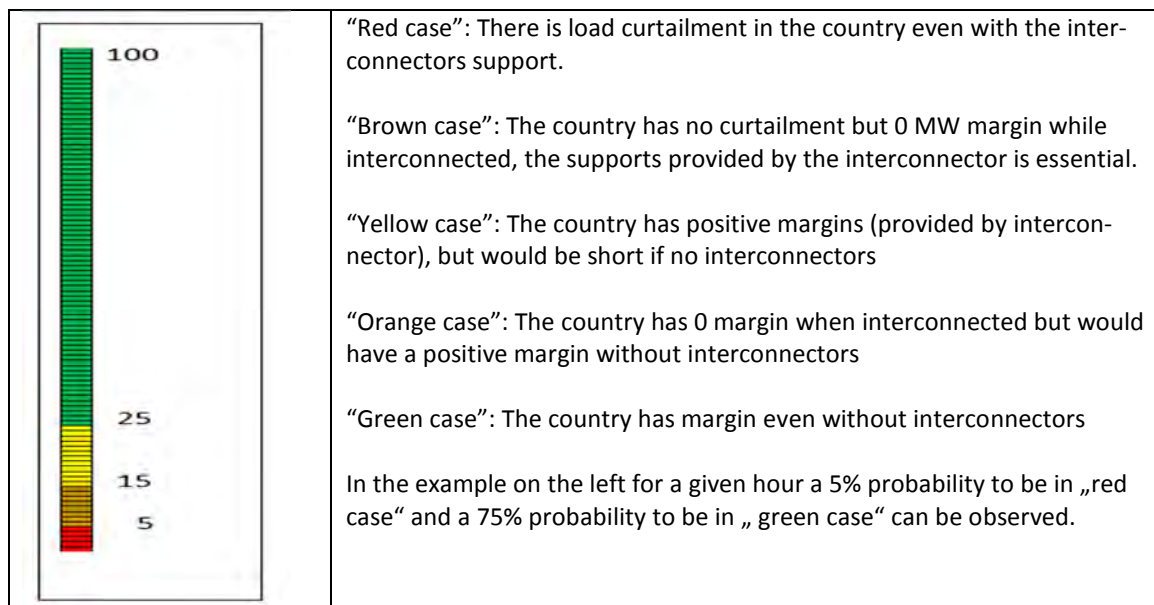 100
25
15
5
“Red case”: There is load curtailment in the country even with the inter-
connectors support.
“Brown case”: The country has no curtailment but 0 MW margin while
interconnected, the supports provided by the interconnector is essential.
“Yellow case”: The country has positive margins (provided by intercon-
nector), but would be short if no interconnectors
“Orange case”: The country has 0 margin when interconnected but would
have a positive margin without interconnectors
“Green case”: The country has margin even without interconnectors
In the example on the left for a given hour a 5% probability to be in „red
case“ and a 75% probability to be in „ green case“ can be observed.